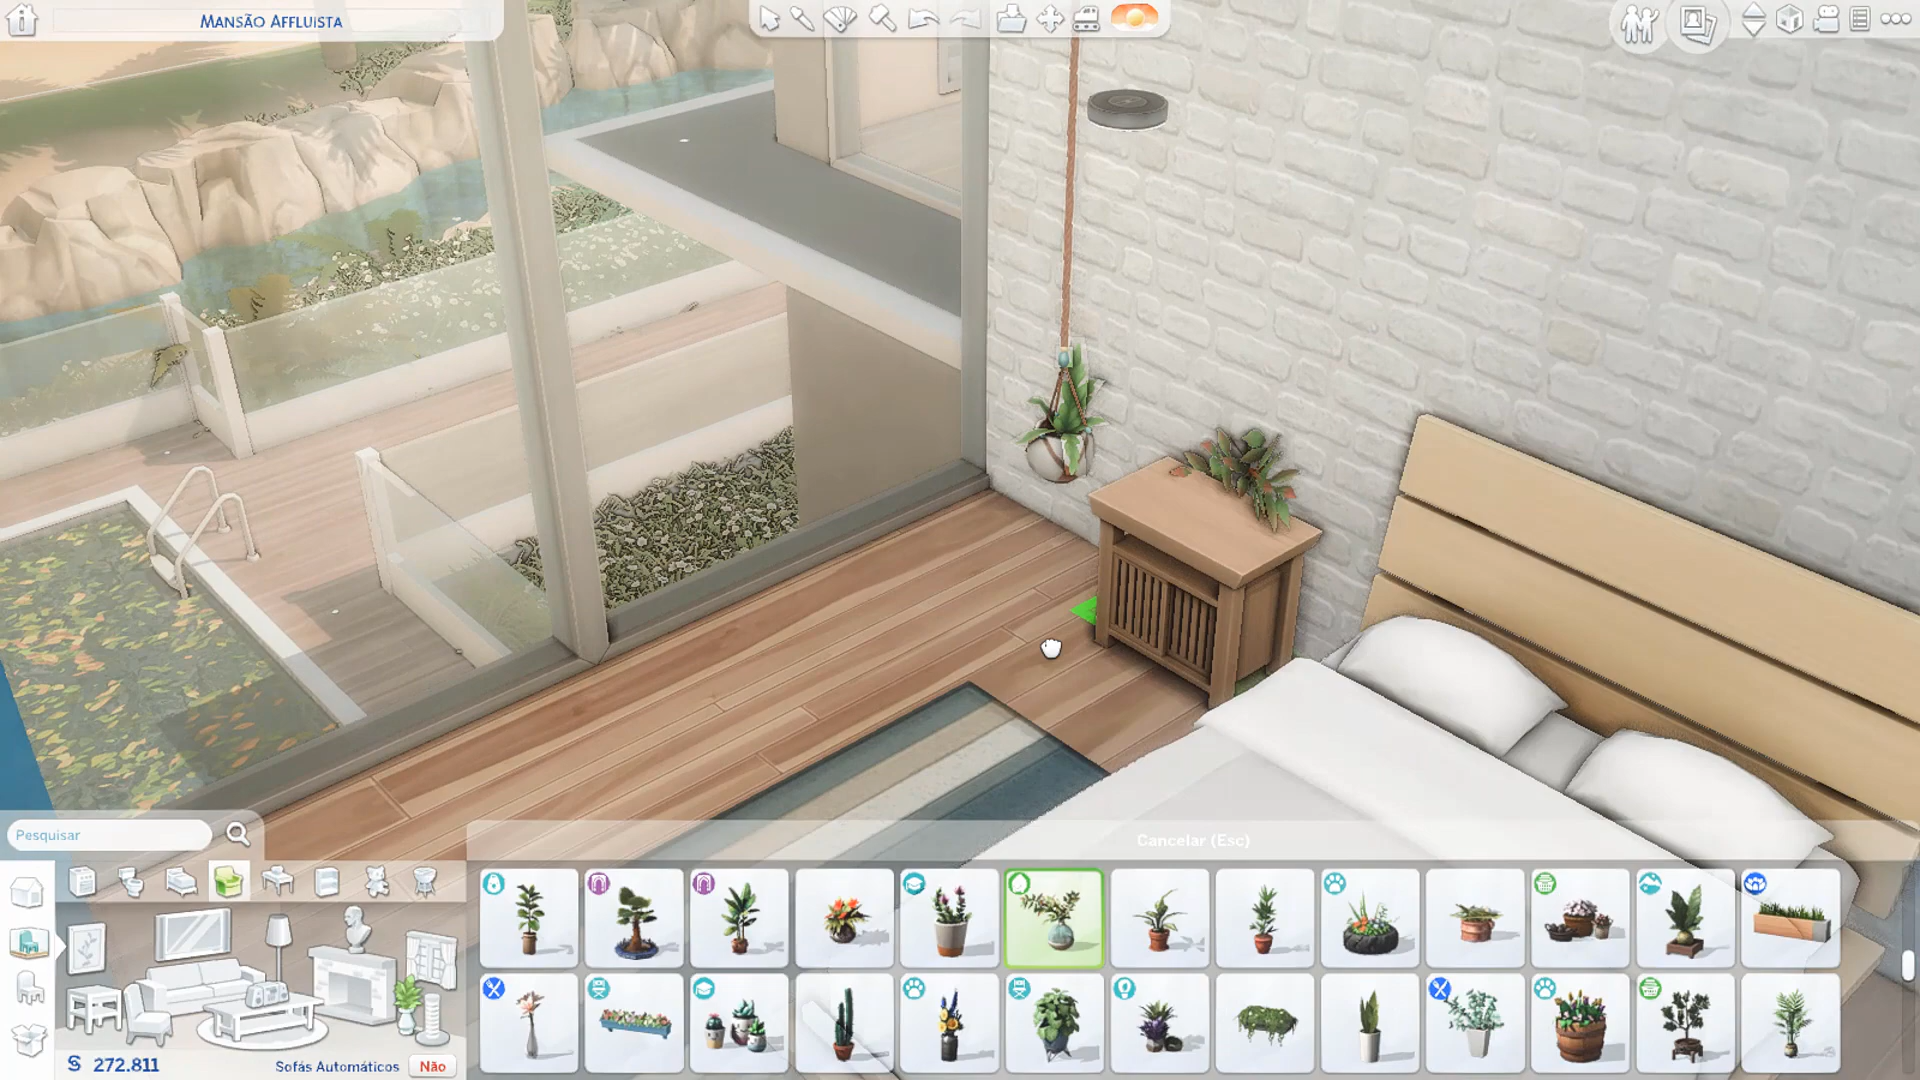 Mansão Affluista
Pesquisar
Cancelar (Esc)
S 272.811
Sofás Automáticos Não